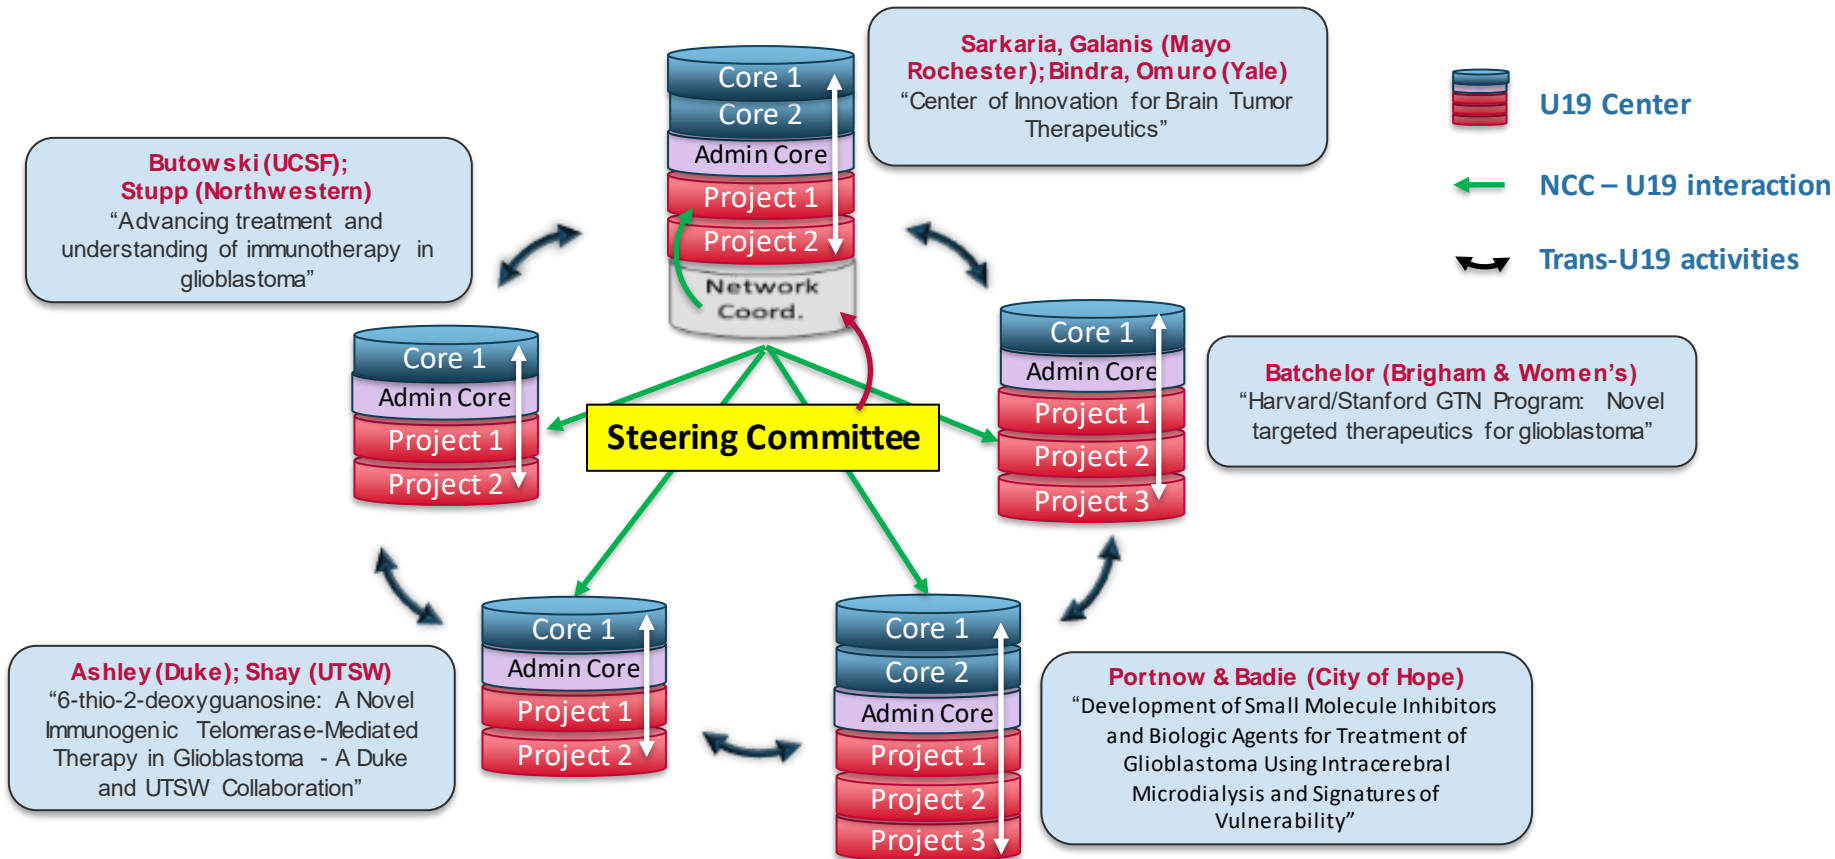 Sarkaria, Galanis (Mayo
Rochester); Bindra, Omuro (Yale)
“Center of Innovation for Brain Tumor
Therapeutics”
U19 Center
NCC – U19 interaction
Trans-U19 activities
Core 1
Core 2
Admin Core
Project 1
Project 2
Network
Coord.
Butowski (UCSF);
Stupp (Northwestern)
“Advancing treatment and
understanding of immunotherapy in
glioblastoma”
Core 1
Admin Core
Project 1
Project 2
Steering Committee
Core 1
Admin Core
Project 1
Project 2
Project 3
Batchelor (Brigham & Women’s)
“Harvard/Stanford GTN Program: Novel
targeted therapeutics for glioblastoma”
Ashley (Duke); Shay (UTSW)
“6-thio-2-deoxyguanosine: A Novel
Immunogenic Telomerase-Mediated
Therapy in Glioblastoma - A Duke
and UTSW Collaboration”
Core 1
Admin Core
Project 1
Project 2
Core 1
Core 2
Admin Core
Project 1
Project 2
Project 3
Portnow & Badie (City of Hope)
“Development of Small Molecule Inhibitors
and Biologic Agents for Treatment of
Glioblastoma Using Intracerebral
Microdialysis and Signatures of
Vulnerability”